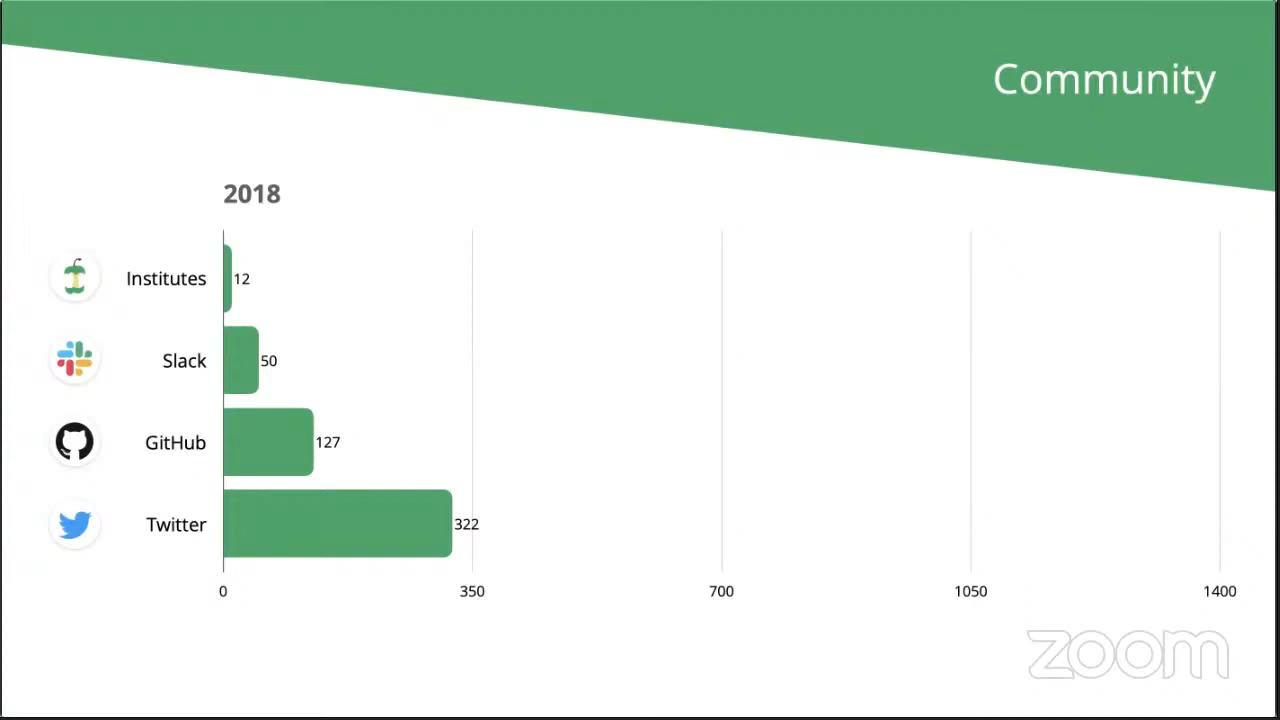 Community
2018
Institutes 12
Slack 50
GitHub 127
Twitter 322
0 350 700 1050 1400
zoom